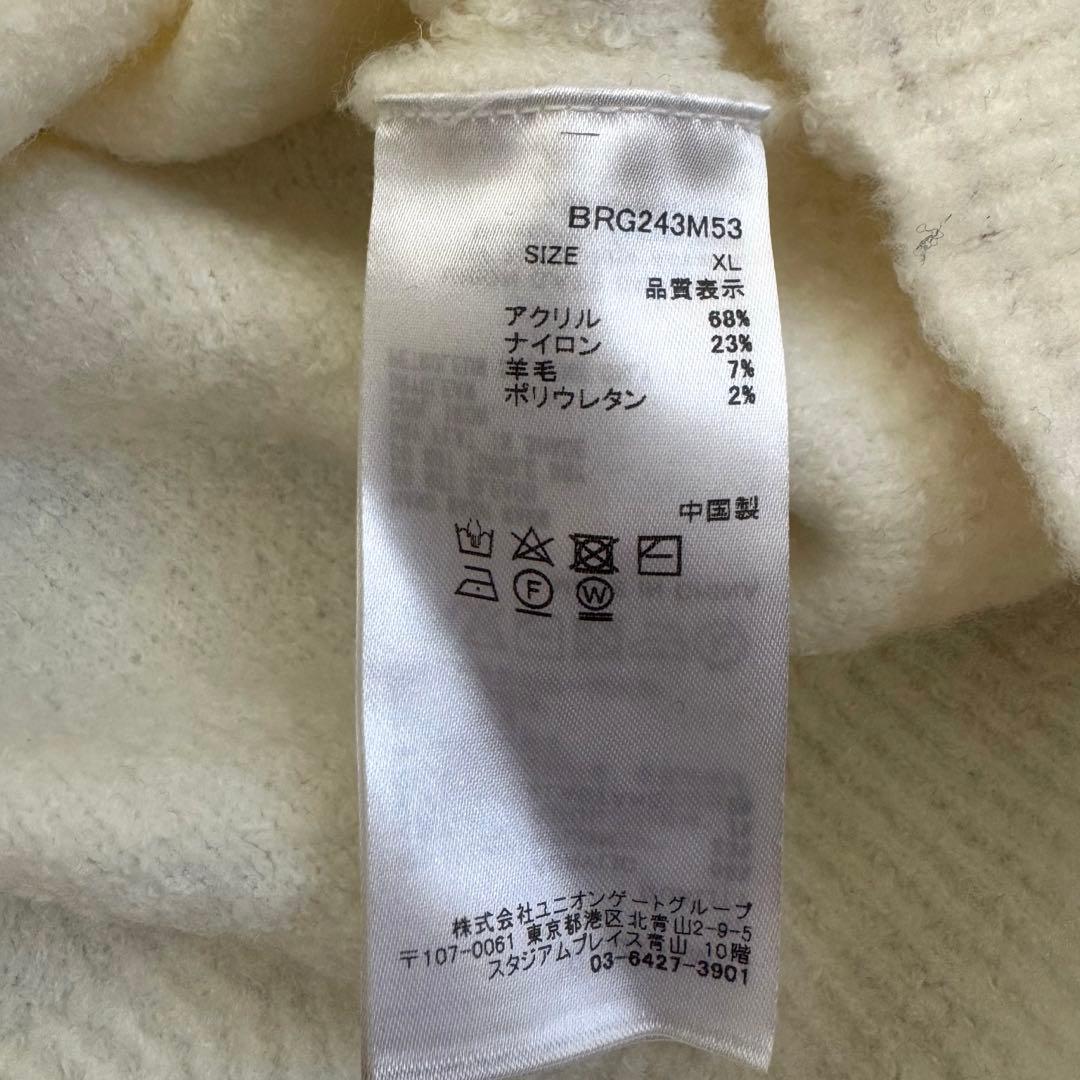 BRG243M53
SIZE XL
品質表示
アクリル 68%
ナイロン 23%
羊毛 7%
ポリウレタン 2%
中国製
F W
株式会社ユニオンゲートグループ
〒107-0061 東京都港区北青山2-9-5
スタジアムプレイス青山 10階
03-6427-3901